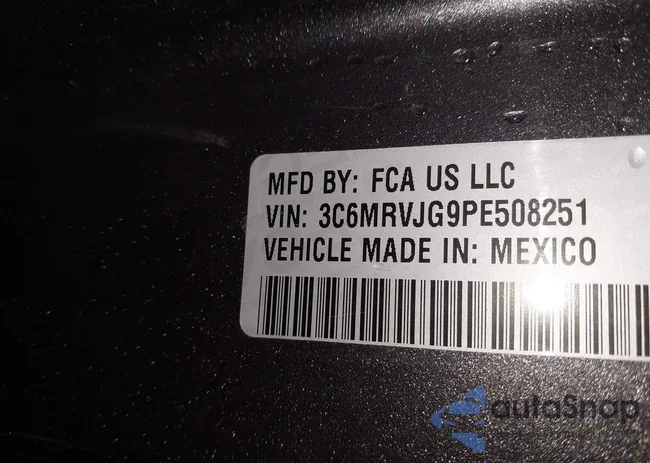 MFD BY: FCA US LLC
VIN: 3C6MRVJG9PE508251
VEHICLE MADE IN: MEXICO
autoSnap